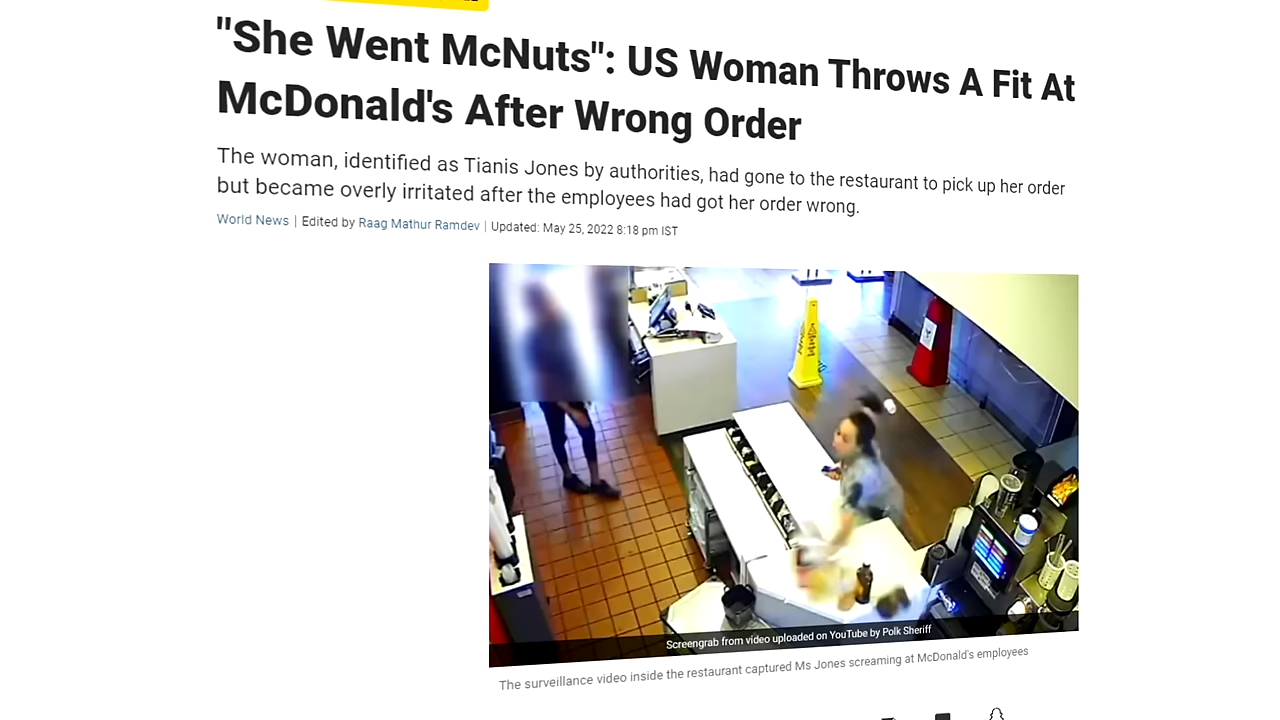 "She Went McNuts": US Woman Throws A Fit At
McDonald's After Wrong Order
The woman, identified as Tianis Jones by authorities, had gone to the restaurant to pick up her order
but became overly irritated after the employees had got her order wrong.
World News | Edited by Raag Mathur Ramdev | Updated: May 25, 2022 8:18 pm IST
Screengrab from video uploaded on YouTube by Polk Sheriff
The surveillance video inside the restaurant captured Ms Jones screaming at McDonald's employees